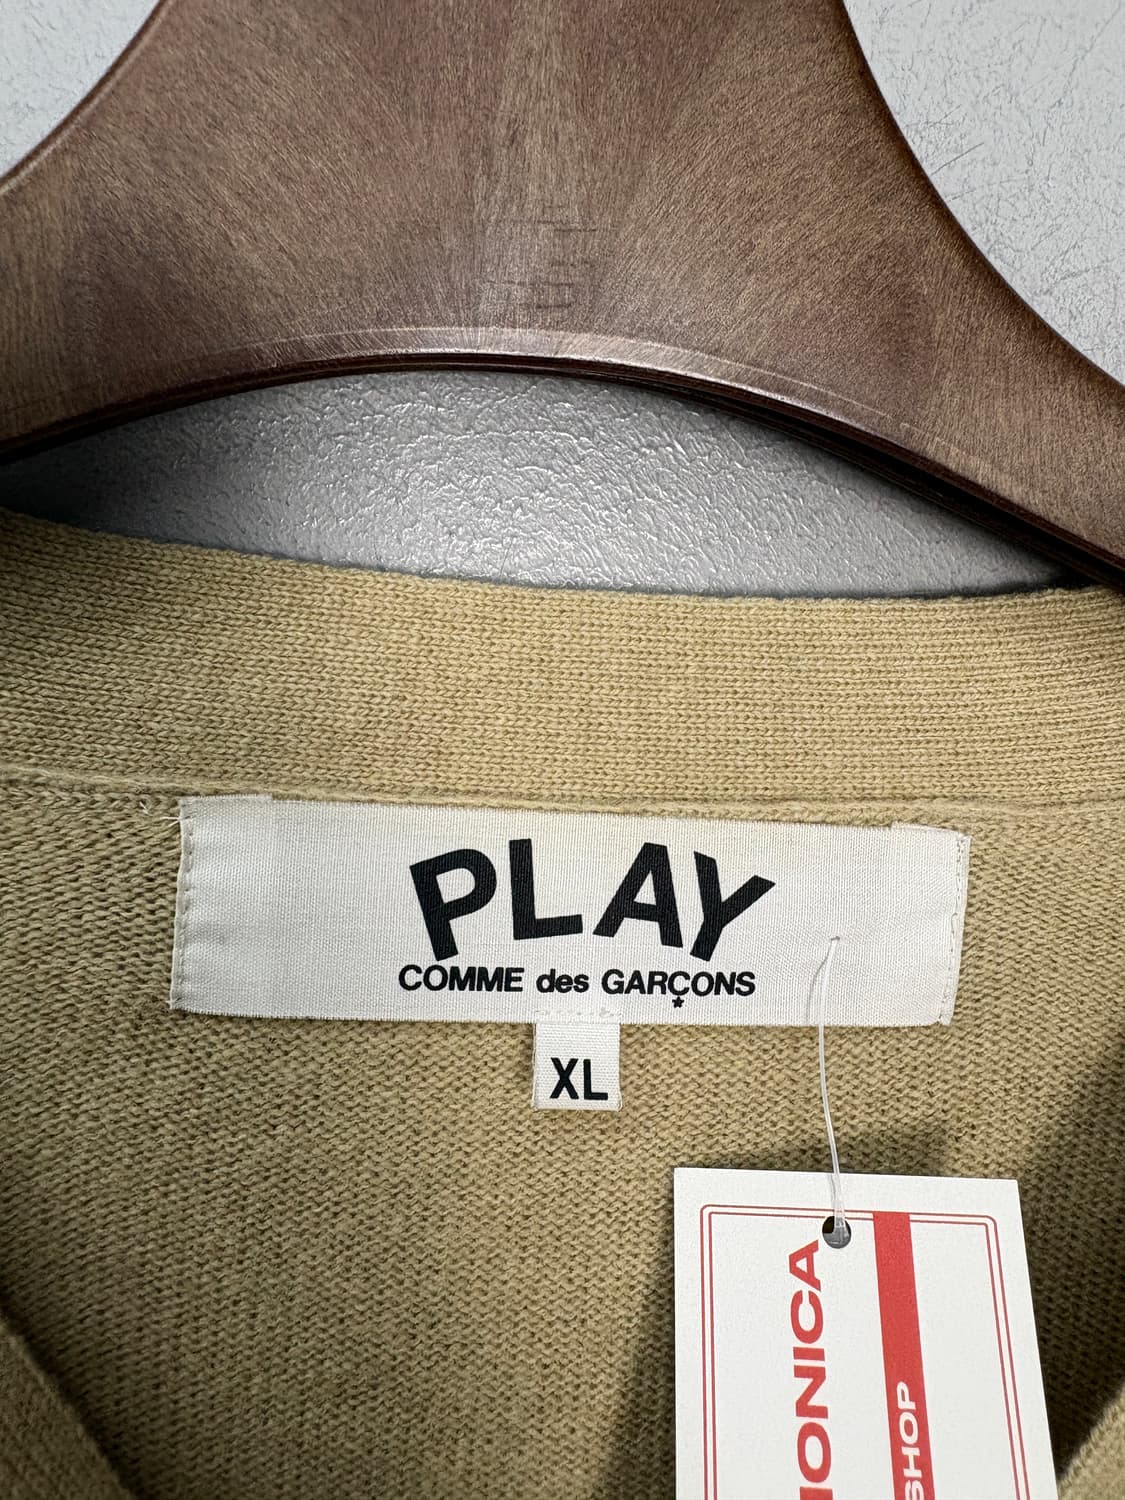 PLAY
COMME des GARÇONS
XL
ONICA
SHOP